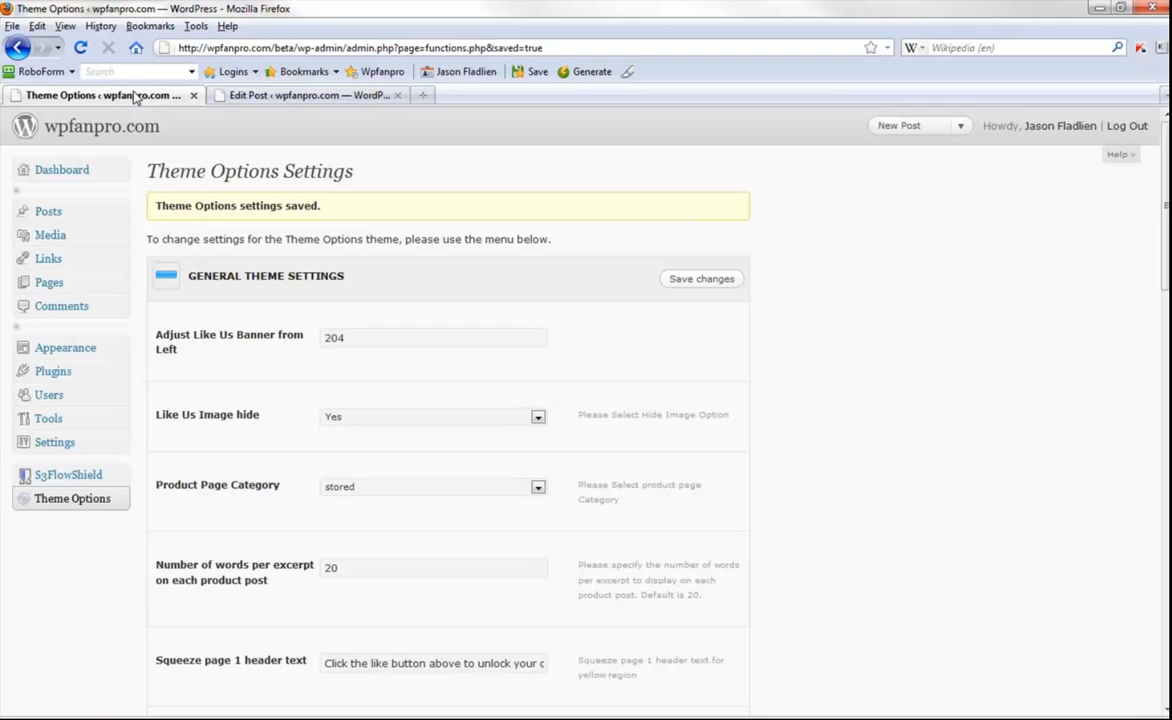 Theme Options ‹ wpfanpro.com — WordPress - Mozilla Firefox
File Edit View History Bookmarks Tools Help
http://wpfanpro.com/beta/wp-admin/admin.php?page=functions.php&saved=true
W Wikipedia (en)
RoboForm Search Logins Bookmarks Wpfanpro Jason Fladlien Save Generate
Theme Options ‹ wpfanpro.com ... Edit Post ‹ wpfanpro.com — WordP...
wpfanpro.com
New Post Howdy, Jason Fladlien | Log Out
Help
Dashboard
Posts
Media
Links
Pages
Comments
Appearance
Plugins
Users
Tools
Settings
S3FlowShield
Theme Options
Theme Options Settings
Theme Options settings saved.
To change settings for the Theme Options theme, please use the menu below.
GENERAL THEME SETTINGS
Save changes
Adjust Like Us Banner from
Left
204
Like Us Image hide
Yes
Please Select Hide Image Option
Product Page Category
stored
Please Select product page
Category
Number of words per excerpt
on each product post
20
Please specify the number of words
per excerpt to display on each
product post. Default is 20.
Squeeze page 1 header text
Click the like button above to unlock your c
Squeeze page 1 header text for
yellow region